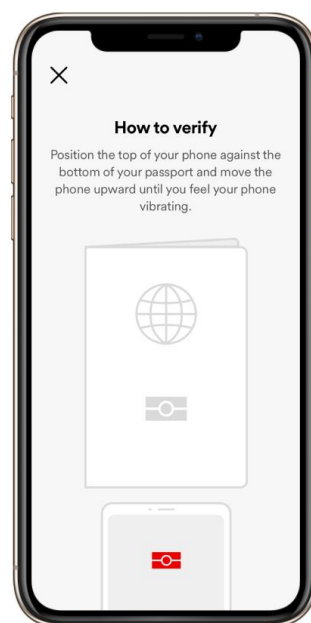 How to verify
Position the top of your phone against the
bottom of your passport and move the
phone upward until you feel your phone
vibrating.